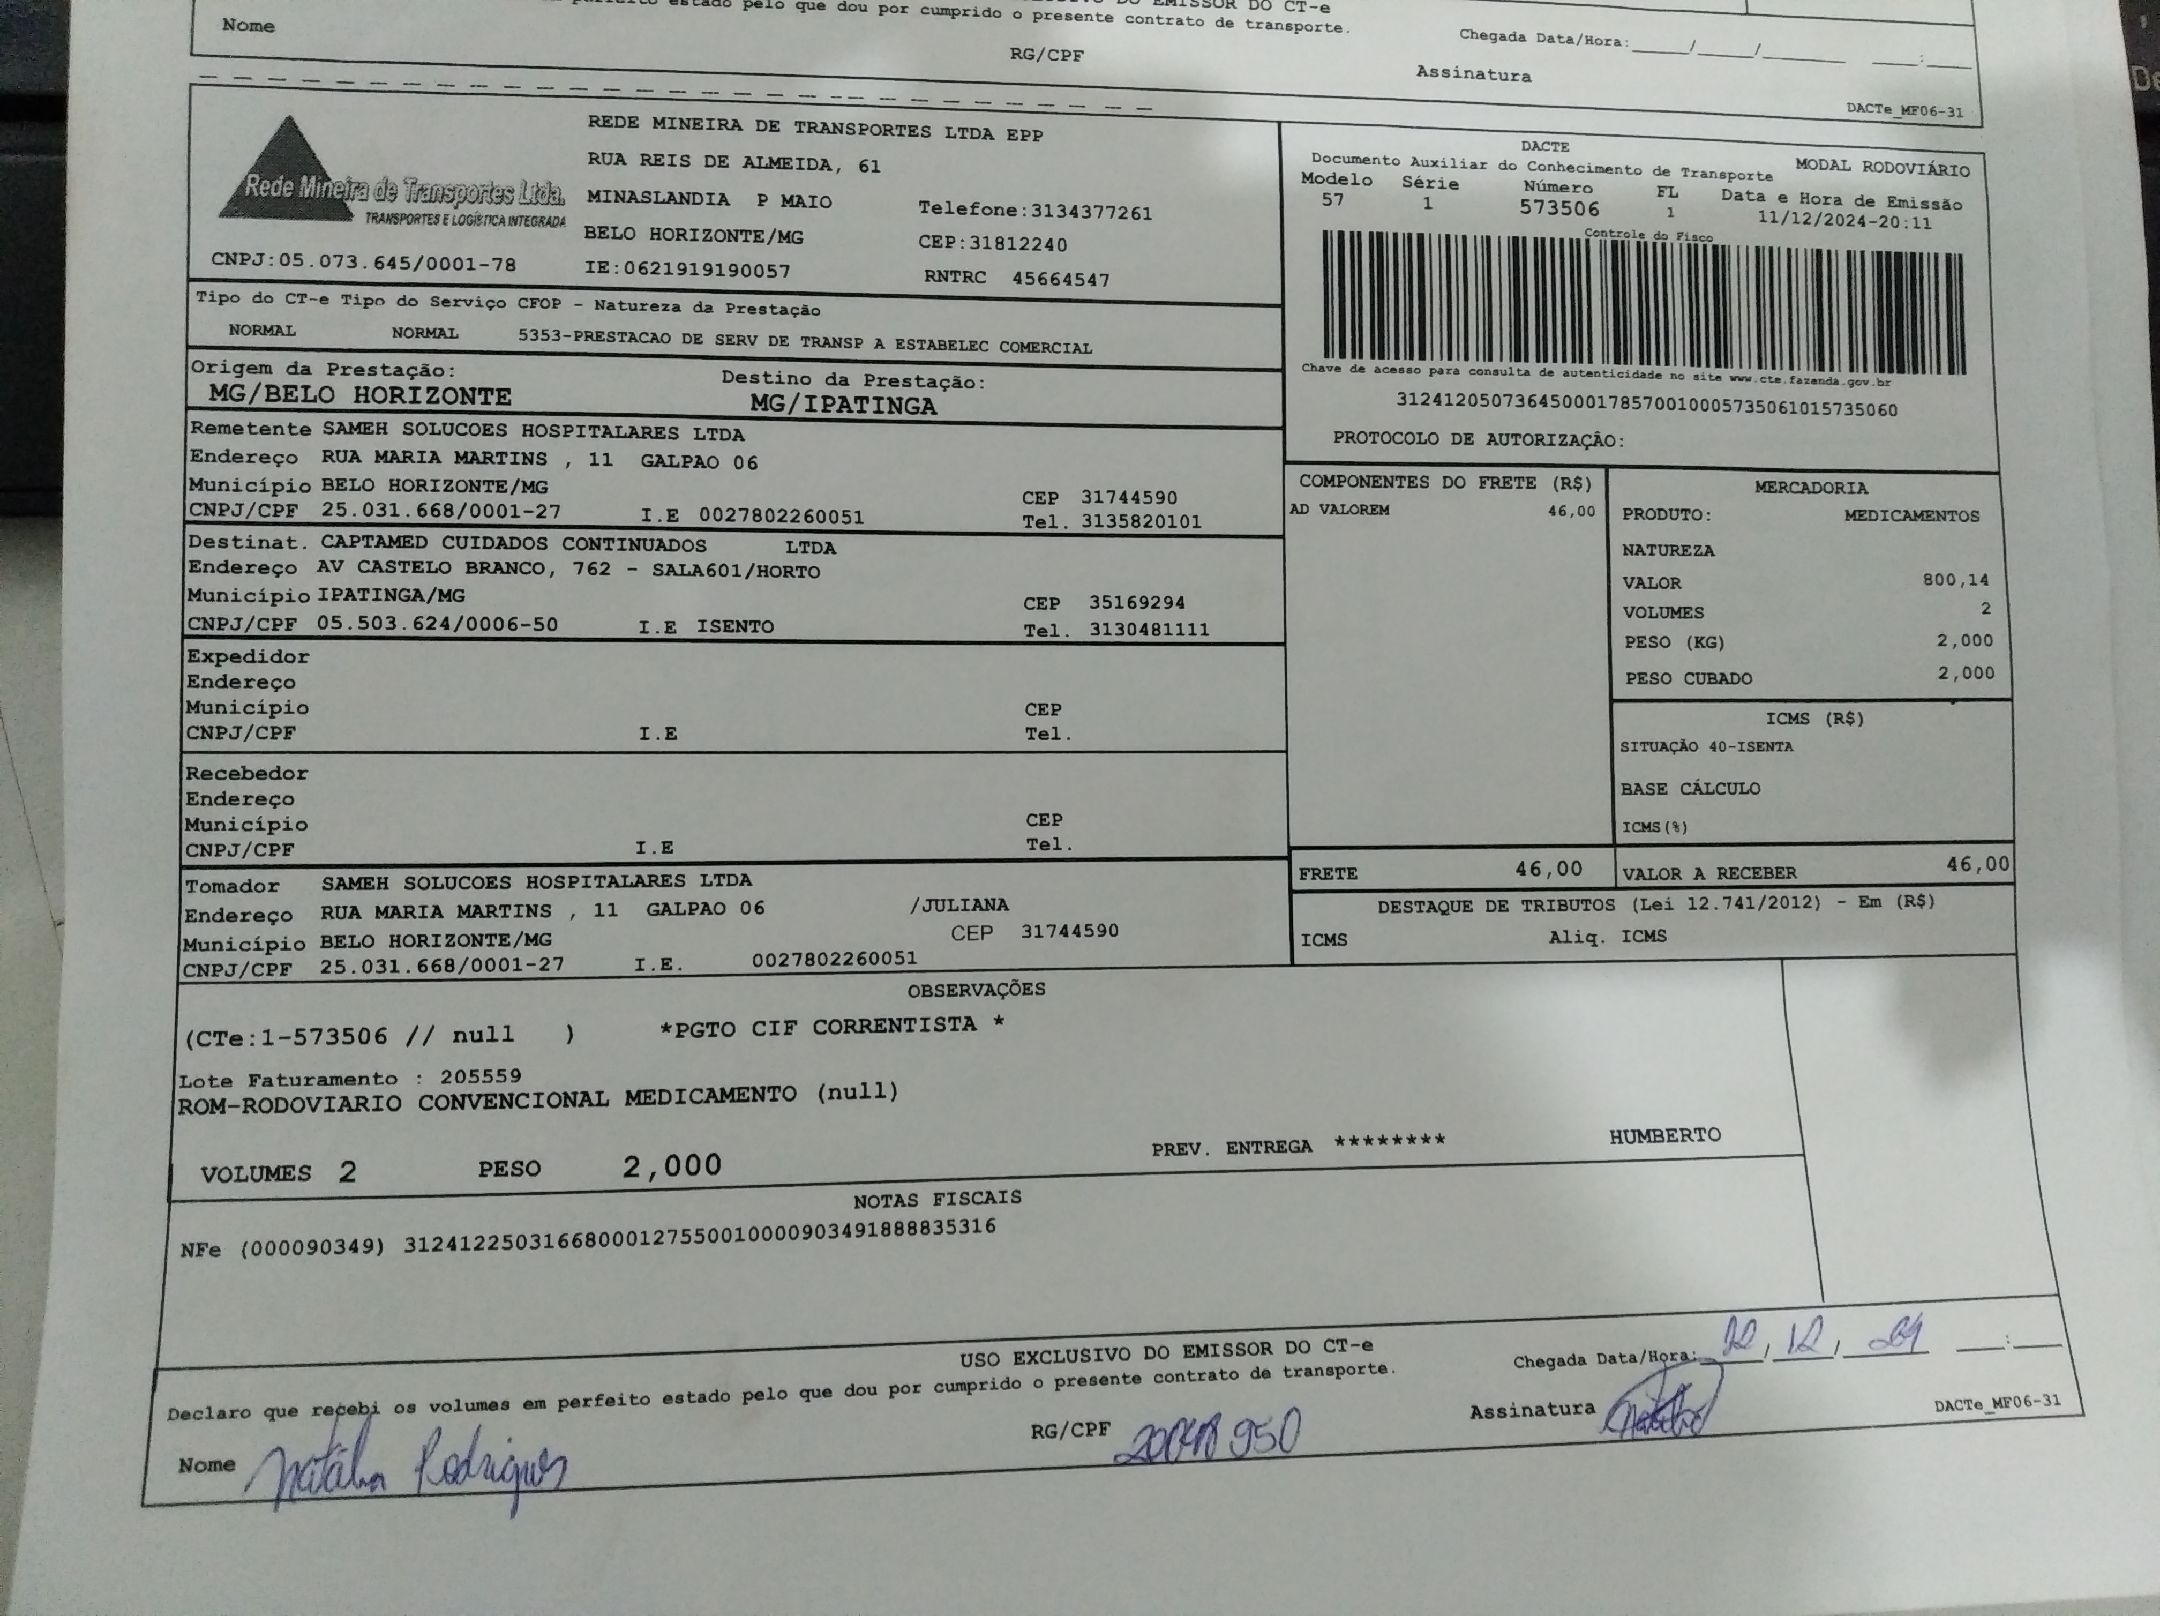 estado pelo que dou por cumprido o presente contrato de transporte.
EMISSOR DO CT-e
Nome
RG/CPF
Chegada Data/Hora:_____/_____/________ ____:____
Assinatura
DACTe_MF06-31
Rede Mineira de Transportes Ltda.
TRANSPORTES E LOGÍSTICA INTEGRADA
CNPJ:05.073.645/0001-78
REDE MINEIRA DE TRANSPORTES LTDA EPP
RUA REIS DE ALMEIDA, 61
MINASLANDIA P MAIO Telefone:3134377261
BELO HORIZONTE/MG CEP:31812240
IE:0621919190057 RNTRC 45664547
DACTE
Documento Auxiliar do Conhecimento de Transporte MODAL RODOVIÁRIO
Modelo Série Número FL Data e Hora de Emissão
57 1 573506 1 11/12/2024-20:11
Controle do Fisco
Chave de acesso para consulta de autenticidade no site www.cte.fazenda.gov.br
31241205073645000178570010005735061015735060
PROTOCOLO DE AUTORIZAÇÃO:
Tipo do CT-e Tipo do Serviço CFOP - Natureza da Prestação
NORMAL NORMAL 5353-PRESTACAO DE SERV DE TRANSP A ESTABELEC COMERCIAL
Origem da Prestação: Destino da Prestação:
MG/BELO HORIZONTE MG/IPATINGA
Remetente SAMEH SOLUCOES HOSPITALARES LTDA
Endereço RUA MARIA MARTINS , 11 GALPAO 06
Município BELO HORIZONTE/MG CEP 31744590
CNPJ/CPF 25.031.668/0001-27 I.E 0027802260051 Tel. 3135820101
Destinat. CAPTAMED CUIDADOS CONTINUADOS LTDA
Endereço AV CASTELO BRANCO, 762 - SALA601/HORTO
Município IPATINGA/MG CEP 35169294
CNPJ/CPF 05.503.624/0006-50 I.E ISENTO Tel. 3130481111
Expedidor
Endereço
Município CEP
CNPJ/CPF I.E Tel.
Recebedor
Endereço
Município CEP
CNPJ/CPF I.E Tel.
Tomador SAMEH SOLUCOES HOSPITALARES LTDA
Endereço RUA MARIA MARTINS , 11 GALPAO 06 /JULIANA
Município BELO HORIZONTE/MG CEP 31744590
CNPJ/CPF 25.031.668/0001-27 I.E. 0027802260051
COMPONENTES DO FRETE (R$)
AD VALOREM 46,00
MERCADORIA
PRODUTO: MEDICAMENTOS
NATUREZA
VALOR 800,14
VOLUMES 2
PESO (KG) 2,000
PESO CUBADO 2,000
ICMS (R$)
SITUAÇÃO 40-ISENTA
BASE CÁLCULO
ICMS(%)
FRETE 46,00 VALOR A RECEBER 46,00
DESTAQUE DE TRIBUTOS (Lei 12.741/2012) - Em (R$)
ICMS Aliq. ICMS
OBSERVAÇÕES
(CTe:1-573506 // null ) *PGTO CIF CORRENTISTA *
Lote Faturamento : 205559
ROM-RODOVIARIO CONVENCIONAL MEDICAMENTO (null)
PREV. ENTREGA ******** HUMBERTO
VOLUMES 2 PESO 2,000
NOTAS FISCAIS
NFe (000090349) 31241225031668000127550010000903491888835316
USO EXCLUSIVO DO EMISSOR DO CT-e
Declaro que recebi os volumes em perfeito estado pelo que dou por cumprido o presente contrato de transporte.
Chegada Data/Hora: 12, 12, 24 ____:____
Nome Natália Rodrigues
RG/CPF
Assinatura
DACTe_MF06-31